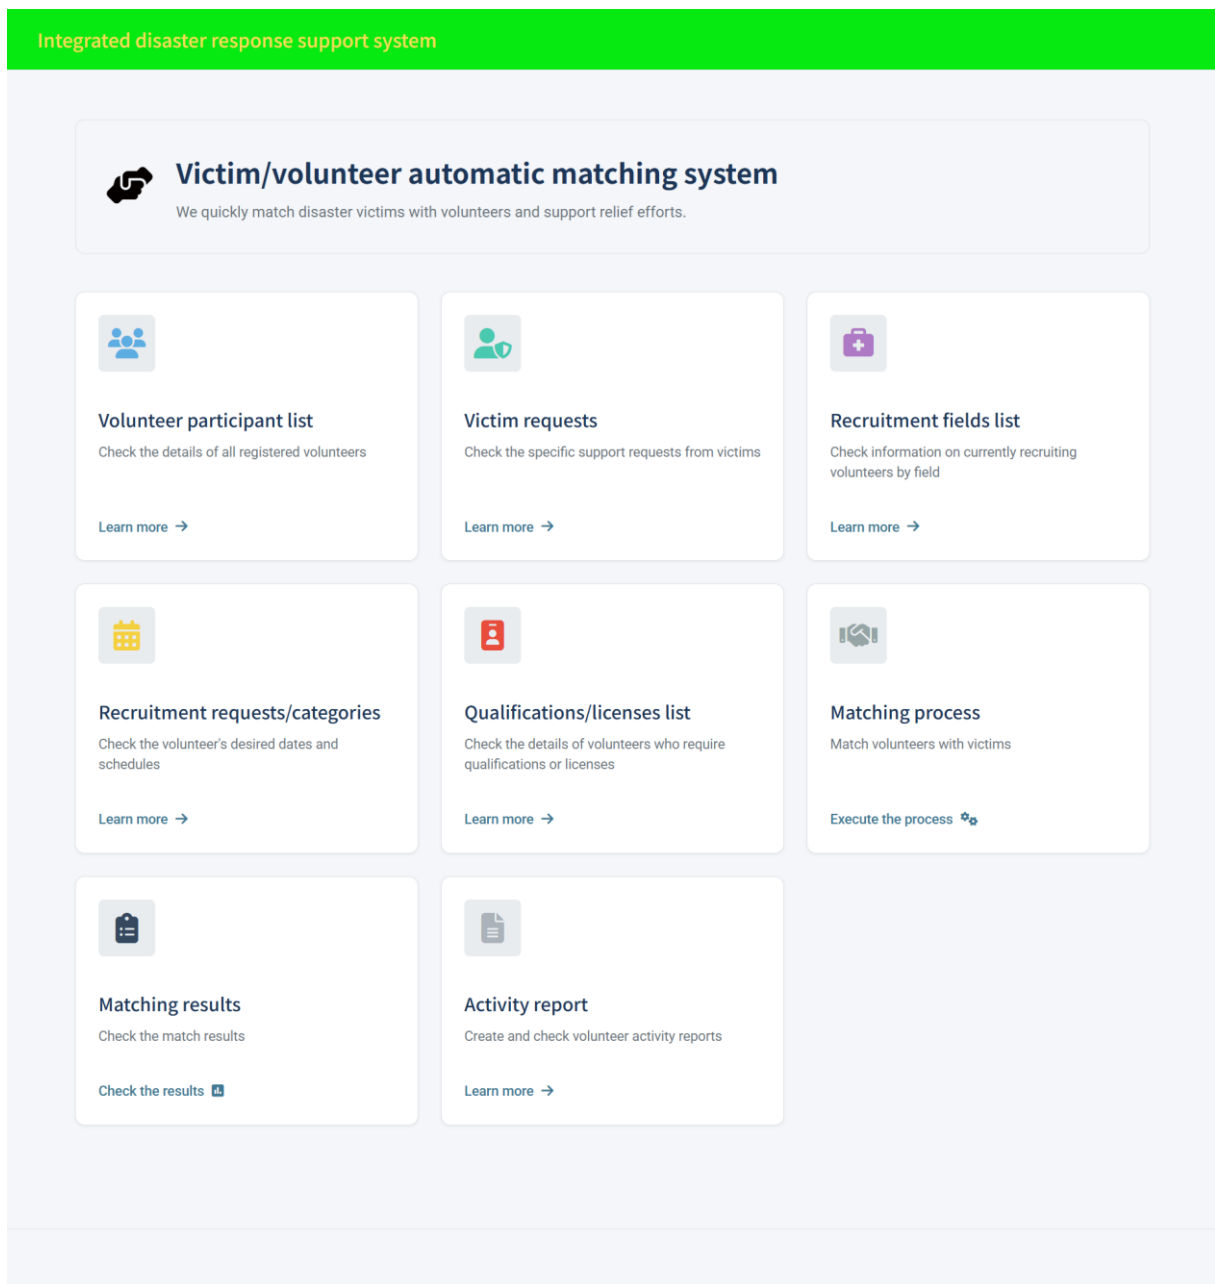 Integrated disaster response support system
Victim/volunteer automatic matching system
We quickly match disaster victims with volunteers and support relief efforts.
Volunteer participant list
Check the details of all registered volunteers
Learn more
Victim requests
Check the specific support requests from victims
Learn more
Recruitment fields list
Check information on currently recruiting
volunteers by field
Learn more
Recruitment requests/categories
Check the volunteer's desired dates and
schedules
Learn more
Qualifications/licenses list
Check the details of volunteers who require
qualifications or licenses
Learn more
Matching process
Match volunteers with victims
Execute the process
Matching results
Check the match results
Check the results
Activity report
Create and check volunteer activity reports
Learn more